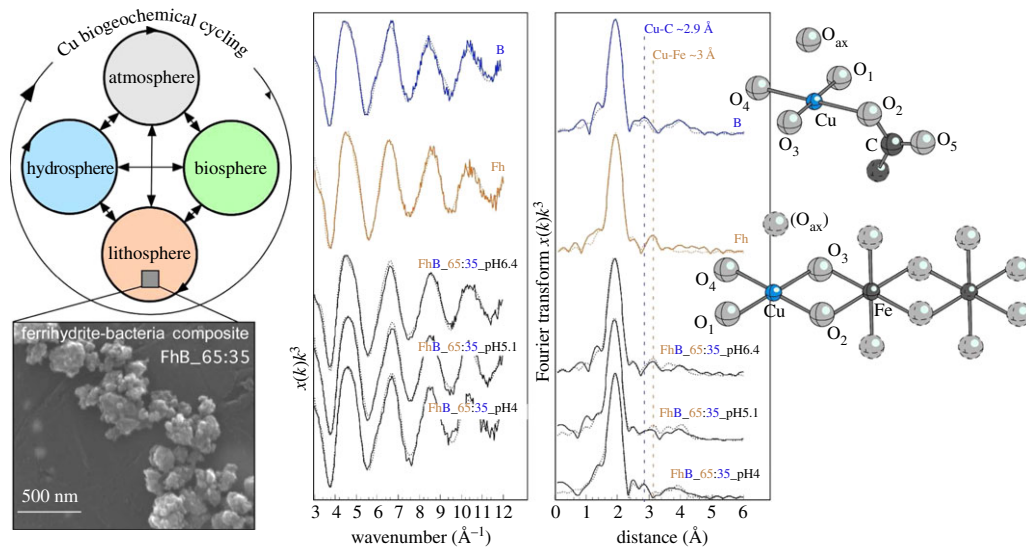 Cu biogeochemical cycling
atmosphere
hydrosphere
biosphere
lithosphere
ferrihydrite-bacteria composite
FhB_65:35
500 nm
x(k)k³
B
Fh
FhB_65:35_pH6.4
FhB_65:35_pH5.1
FhB_65:35_pH4
3 4 5 6 7 8 9 10 11 12
wavenumber (Å⁻¹)
Fourier transform x(k)k³
Cu-C ~2.9 Å
Cu-Fe ~3 Å
B
Fh
FhB_65:35_pH6.4
FhB_65:35_pH5.1
FhB_65:35_pH4
0 1 2 3 4 5 6
distance (Å)
Oax
O1
O4
O2
Cu
O3
C
O5
(Oax)
O3
O4
Cu
Fe
O1
O2